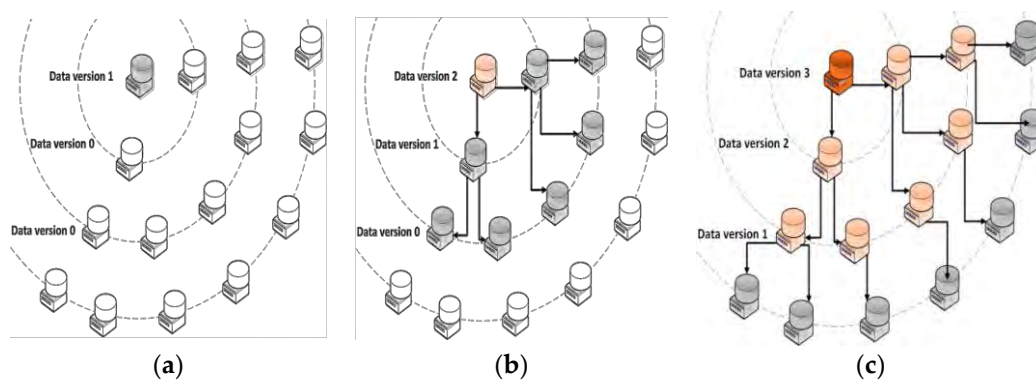 Data version 1
Data version 0
Data version 0
(a)
Data version 2
Data version 1
Data version 0
(b)
Data version 3
Data version 2
Data version 1
(c)